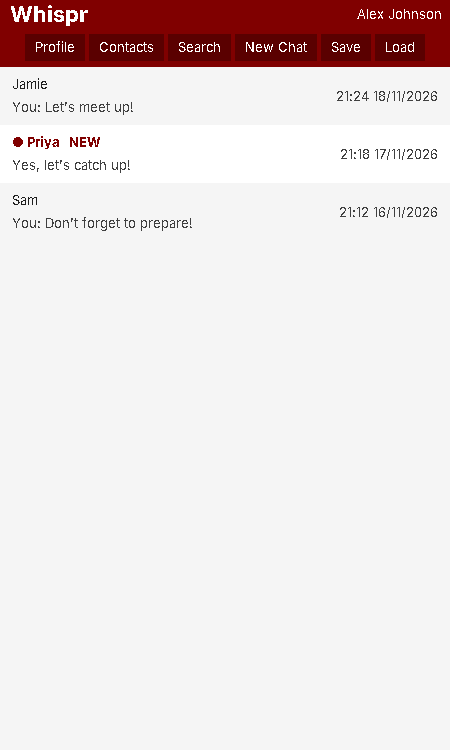 Whispr
Alex Johnson
Profile Contacts Search New Chat Save Load
Jamie
21:24 18/11/2026
You: Let's meet up!
Priya NEW
21:18 17/11/2026
Yes, let's catch up!
Sam
21:12 16/11/2026
You: Don't forget to prepare!